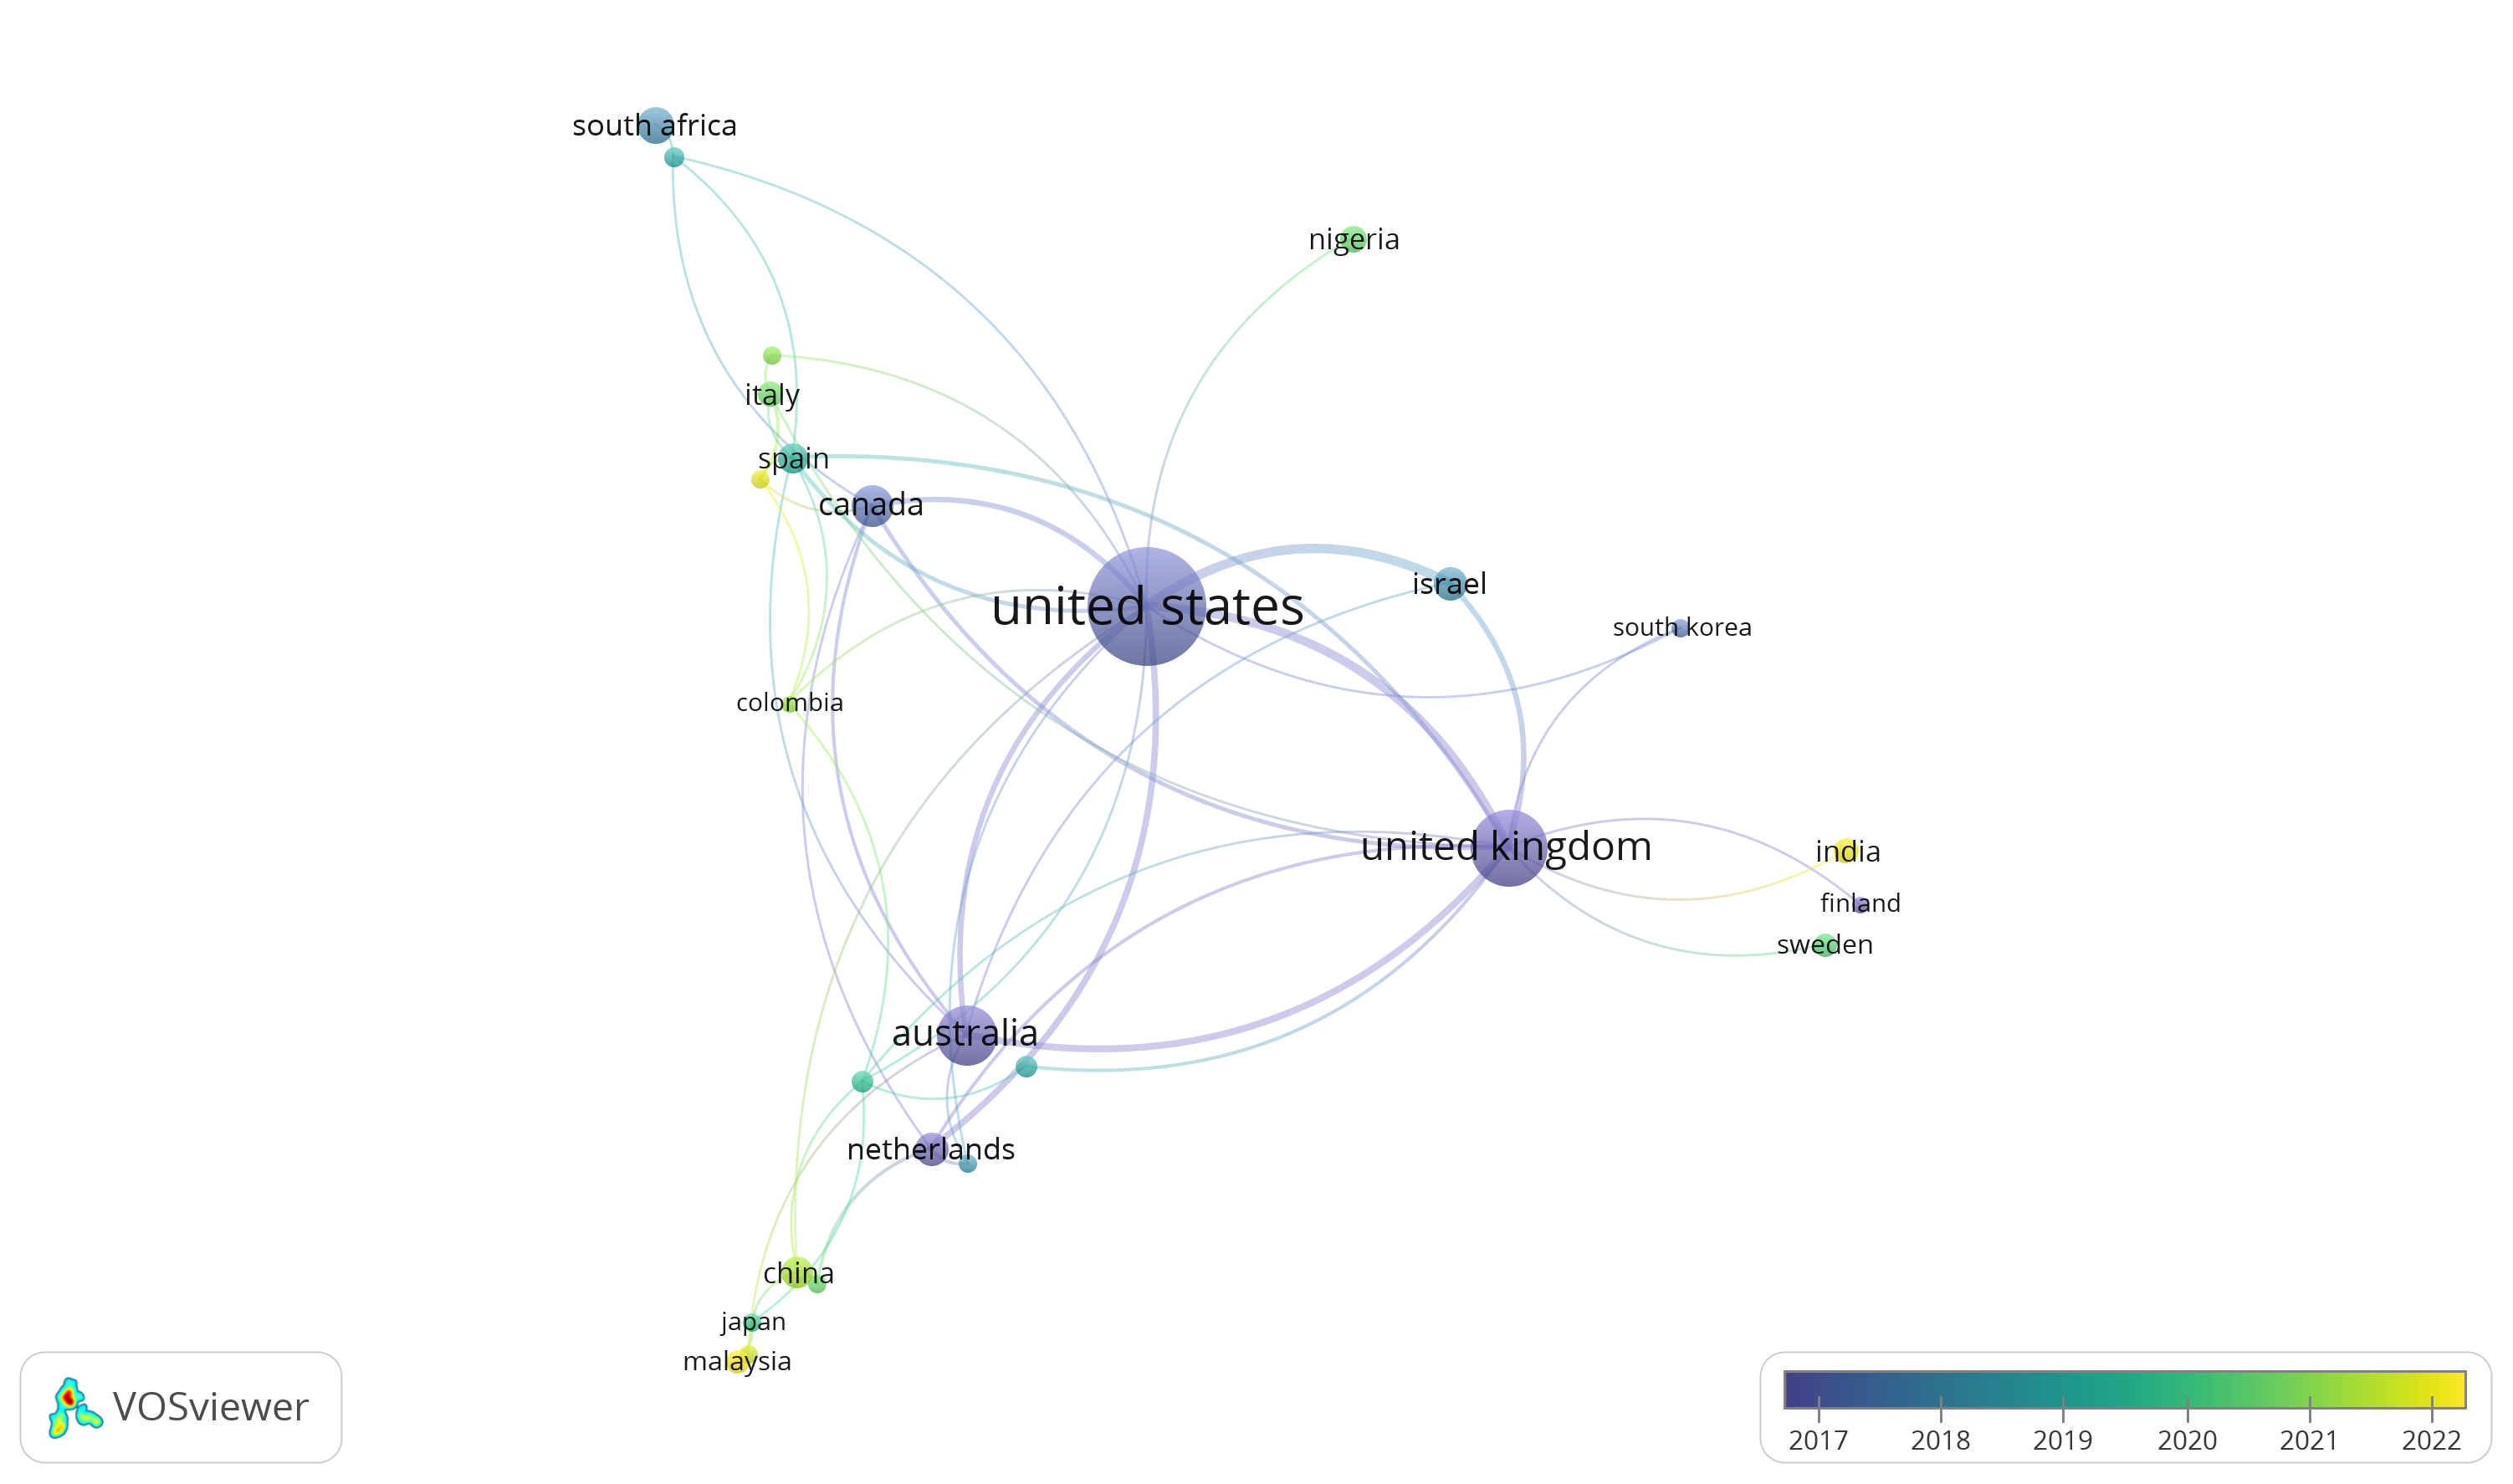 south africa
nigeria
italy
spain
canada
israel
united states
south korea
colombia
united kingdom
india
finland
sweden
australia
netherlands
china
japan
malaysia
VOSviewer
2017 2018 2019 2020 2021 2022